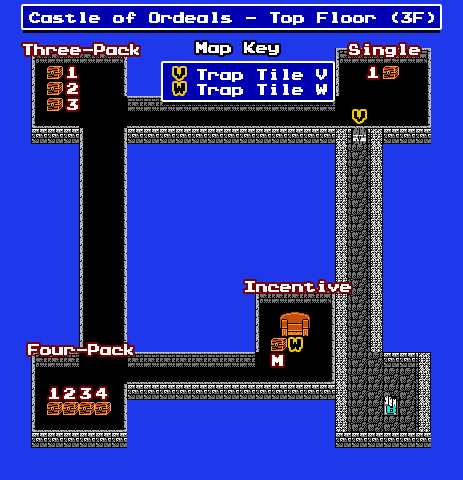 Castle of Ordeals - Top Floor (3F)
Three-Pack
Map Key
Single
V Trap Tile V
W Trap Tile W
1
2
3
1
V
Incentive
W
M
Four-Pack
1234